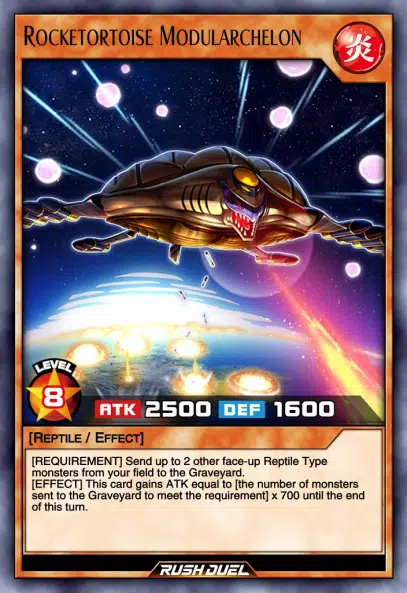 Rocketortoise Modularchelon
炎
LEVEL
8
ATK 2500 DEF 1600
[Reptile / Effect]
[REQUIREMENT] Send up to 2 other face-up Reptile Type
monsters from your field to the Graveyard.
[EFFECT] This card gains ATK equal to [the number of monsters
sent to the Graveyard to meet the requirement] x 700 until the end
of this turn.
RUSH DUEL